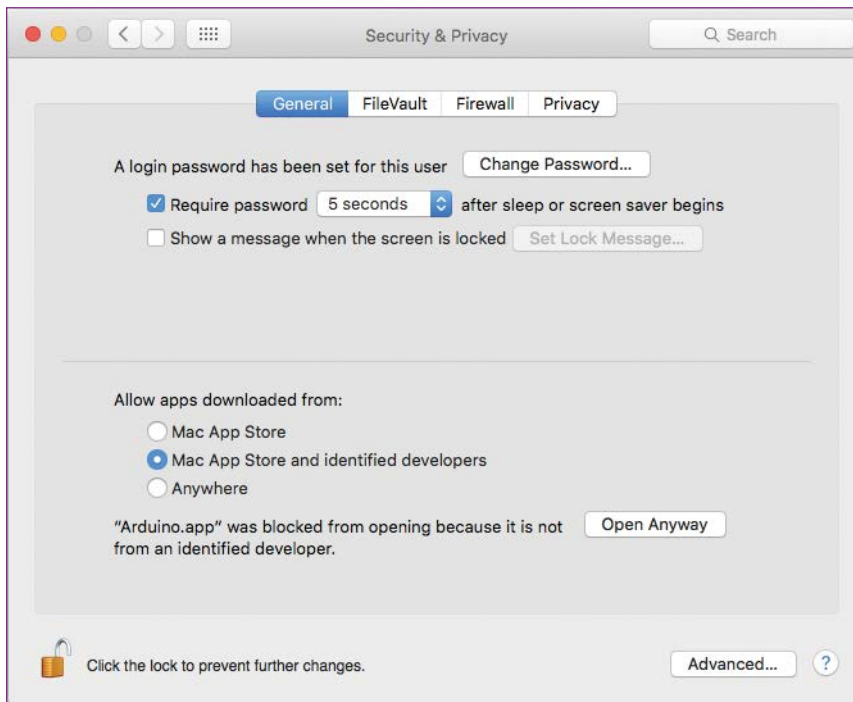 Security & Privacy
Search
General FileVault Firewall Privacy
A login password has been set for this user Change Password...
Require password 5 seconds after sleep or screen saver begins
Show a message when the screen is locked Set Lock Message...
Allow apps downloaded from:
Mac App Store
Mac App Store and identified developers
Anywhere
“Arduino.app” was blocked from opening because it is not Open Anyway
from an identified developer.
Click the lock to prevent further changes. Advanced... ?